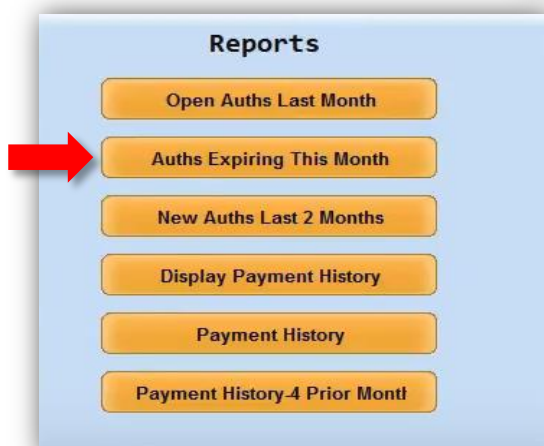 Reports
Open Auths Last Month
Auths Expiring This Month
New Auths Last 2 Months
Display Payment History
Payment History
Payment History-4 Prior Montl